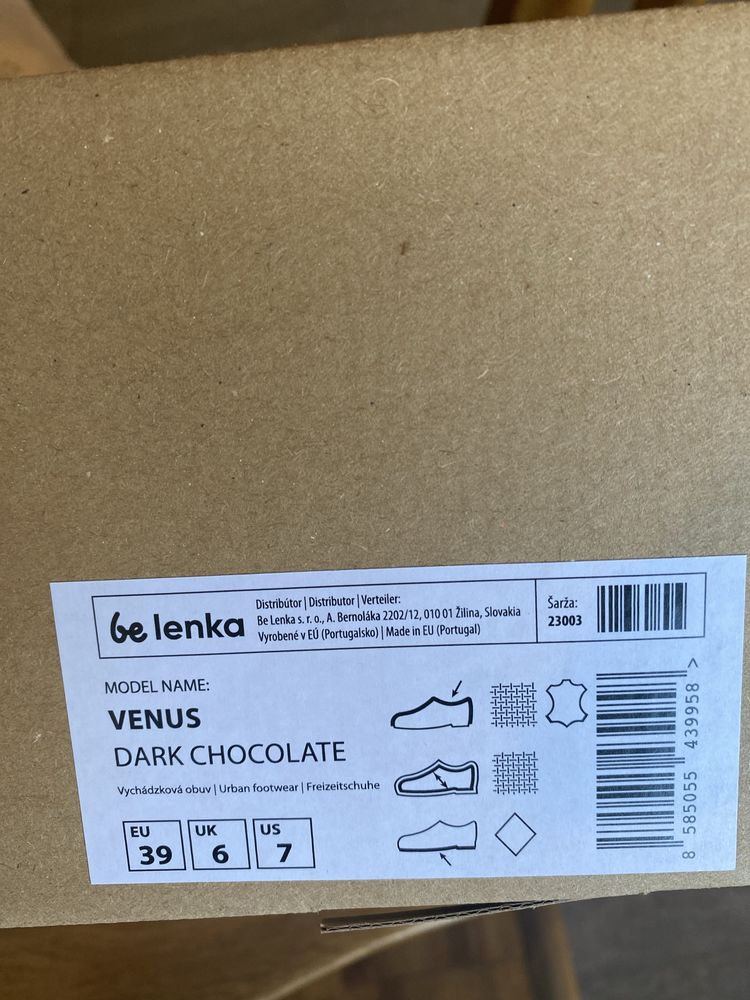 be lenka
Distribútor | Distributor | Verteiler:
Be Lenka s. r. o., A. Bernoláka 2202/12, 010 01 Žilina, Slovakia
Vyrobené v EÚ (Portugalsko) | Made in EU (Portugal)
Šarža:
23003
MODEL NAME:
VENUS
DARK CHOCOLATE
Vychádzková obuv | Urban footwear | Freizeitschuhe
EU
39
UK
6
US
7
8 585055 439958 >